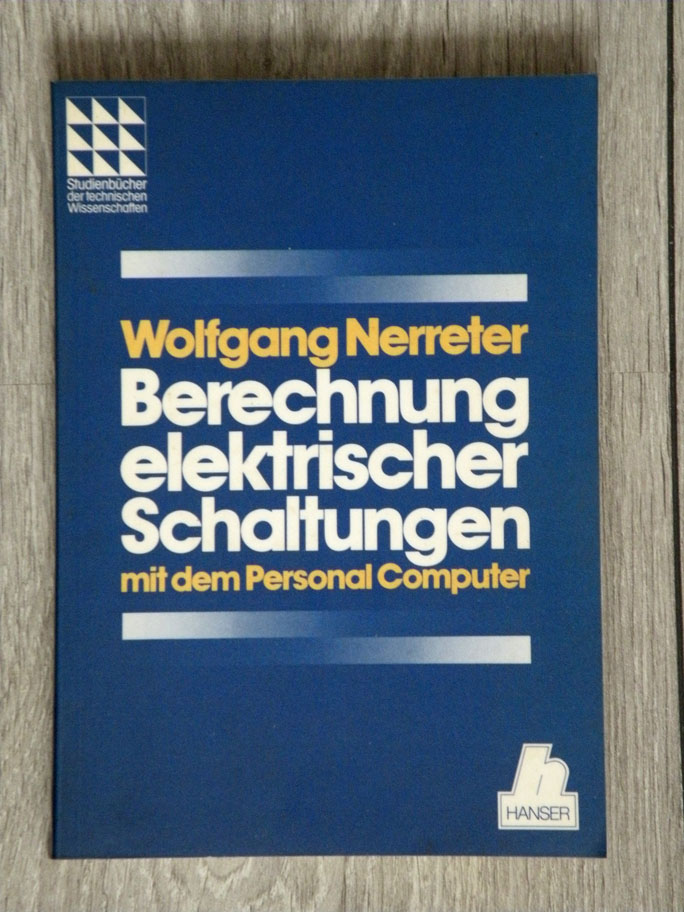 Studienbücher
der technischen
Wissenschaften
Wolfgang Nerreter
Berechnung
elektrischer
Schaltungen
mit dem Personal Computer
h
HANSER